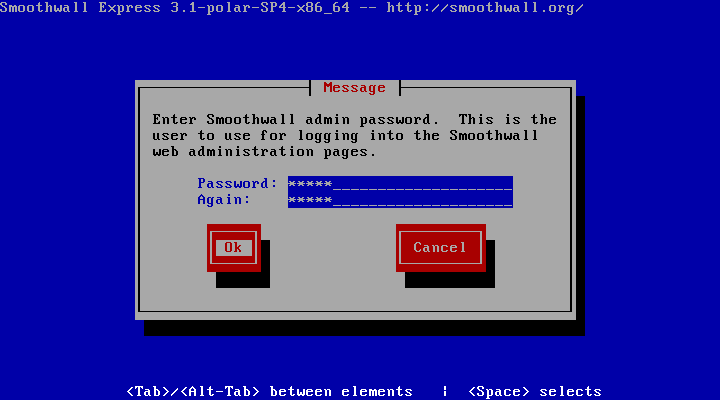 Smoothwall Express 3.1-polar-SP4-x86_64 -- http://smoothwall.org/
Message
Enter Smoothwall admin password.  This is the
user to use for logging into the Smoothwall
web administration pages.
Password: *****____________________
Again: *****____________________
Ok Cancel
<Tab>/<Alt-Tab> between elements   |  <Space> selects